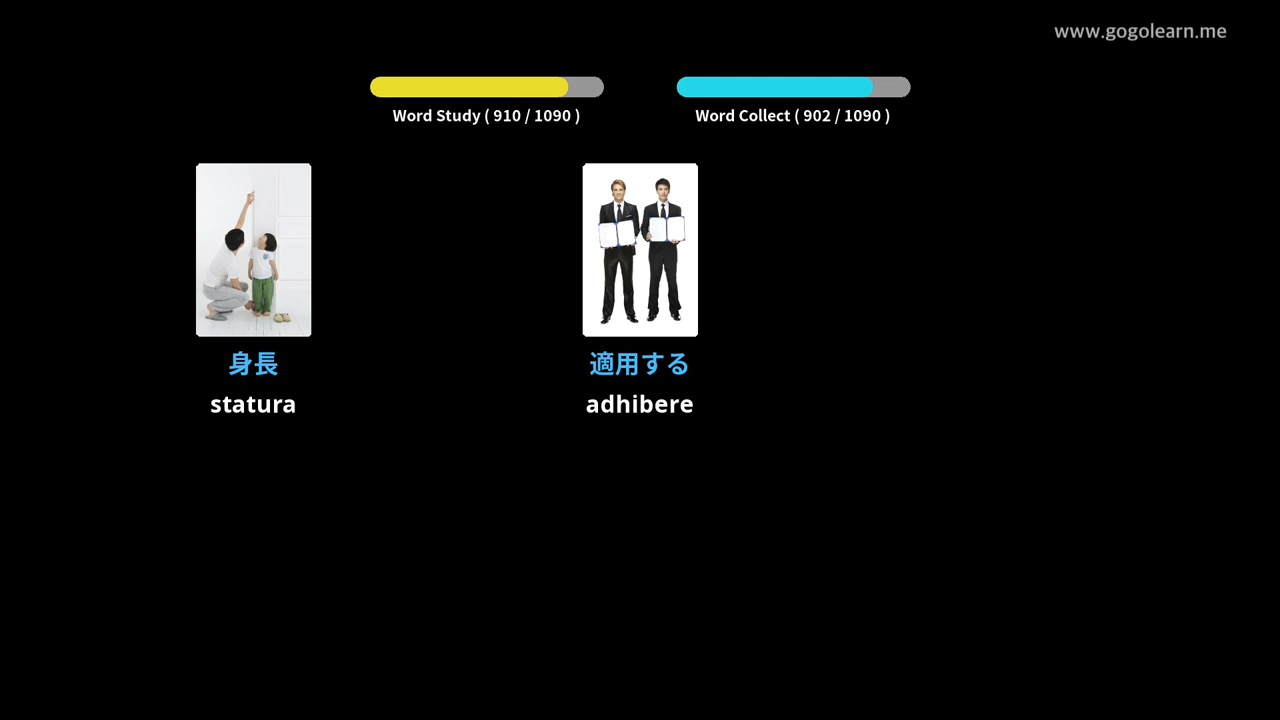 www.gogolearn.me
Word Study ( 910 / 1090 )
Word Collect ( 902 / 1090 )
身長
statura
適用する
adhibere